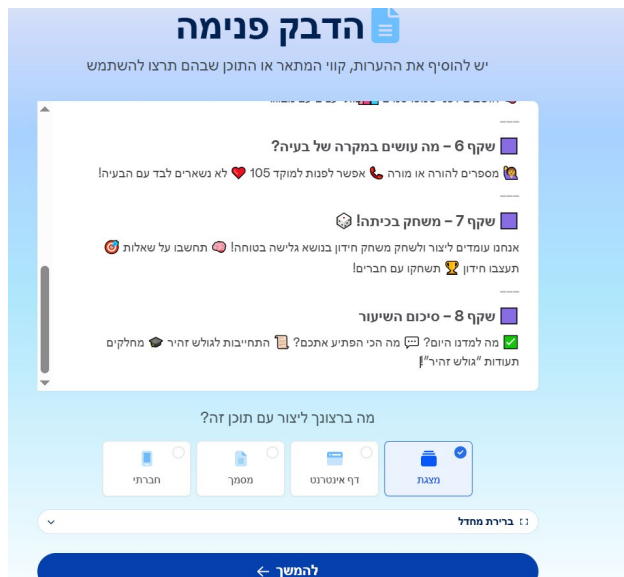 הדבק פנימה
יש להוסיף את ההערות, קווי המתאר או התוכן שבהם תרצו להשתמש
---
שקף 6 – מה עושים במקרה של בעיה?
🙋 מספרים להורה או מורה 📞 אפשר לפנות למוקד 105 ❤️ לא נשארים לבד עם הבעיה!
---
שקף 7 – משחק בכיתה! 🎲
אנחנו עומדים ליצור ולשחק משחק חידון בנושא גלישה בטוחה! 🧠 תחשבו על שאלות 🎯
תעצבו חידון 🏆 תשחקו עם חברים!
---
שקף 8 – סיכום השיעור
✅ מה למדנו היום? 💬 מה הכי הפתיע אתכם? 📜 התחייבות לגולש זהיר 🎓 מחלקים
תעודות "גולש זהיר"!
מה ברצונך ליצור עם תוכן זה?
מצגת
דף אינטרנט
מסמך
חברתי
ברירת מחדל
להמשך ←